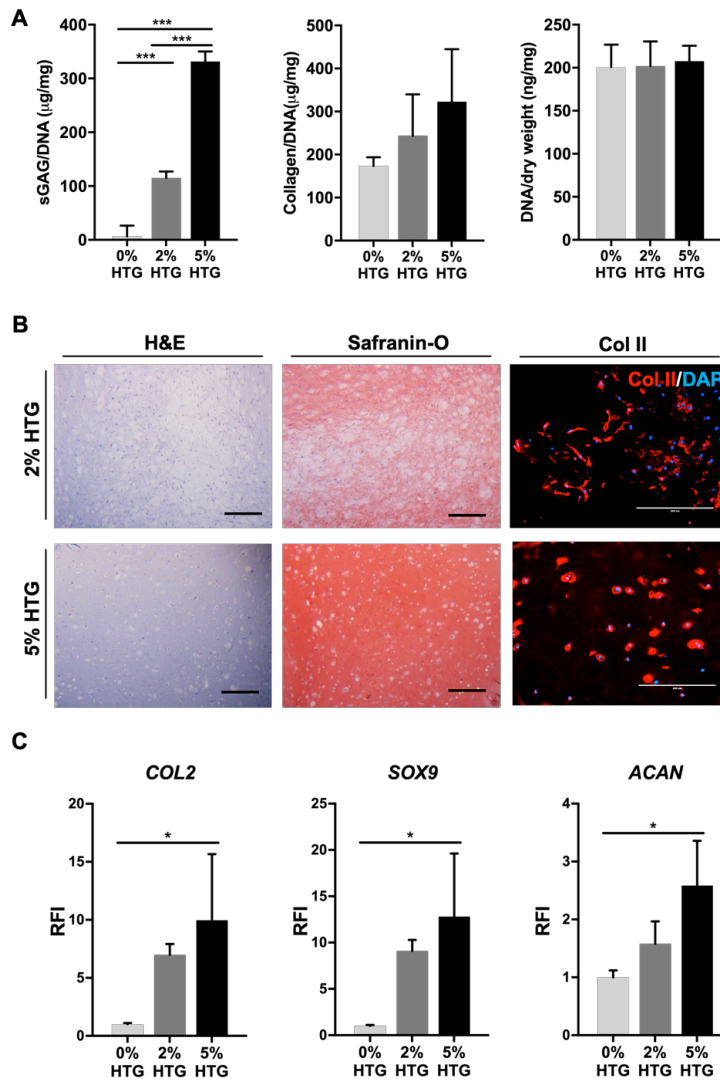 A
sGAG/DNA (μg/mg)
400
300
200
100
0
***
***
***
0%
HTG
2%
HTG
5%
HTG
Collagen/DNA(μg/mg)
500
400
300
200
100
0
0%
HTG
2%
HTG
5%
HTG
DNA/dry weight (ng/mg)
250
200
150
100
50
0
0%
HTG
2%
HTG
5%
HTG
B
H&E
Safranin-O
Col II
2% HTG
Col II/DAP
5% HTG
C
COL2
RFI
20
15
10
5
0
*
0%
HTG
2%
HTG
5%
HTG
SOX9
RFI
25
20
15
10
5
0
*
0%
HTG
2%
HTG
5%
HTG
ACAN
RFI
4
3
2
1
0
*
0%
HTG
2%
HTG
5%
HTG